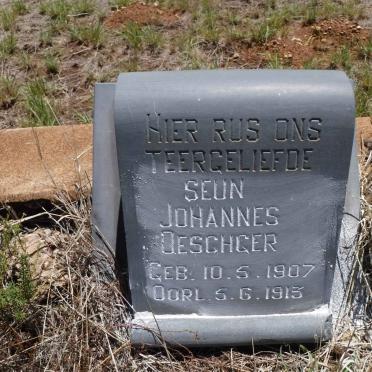 HIER RUS ONS
TEERGELIEFDE
SEUN
JOHANNES
OESCHGER
GEB. 10. 5. 1907
OORL. 5. 6. 1913